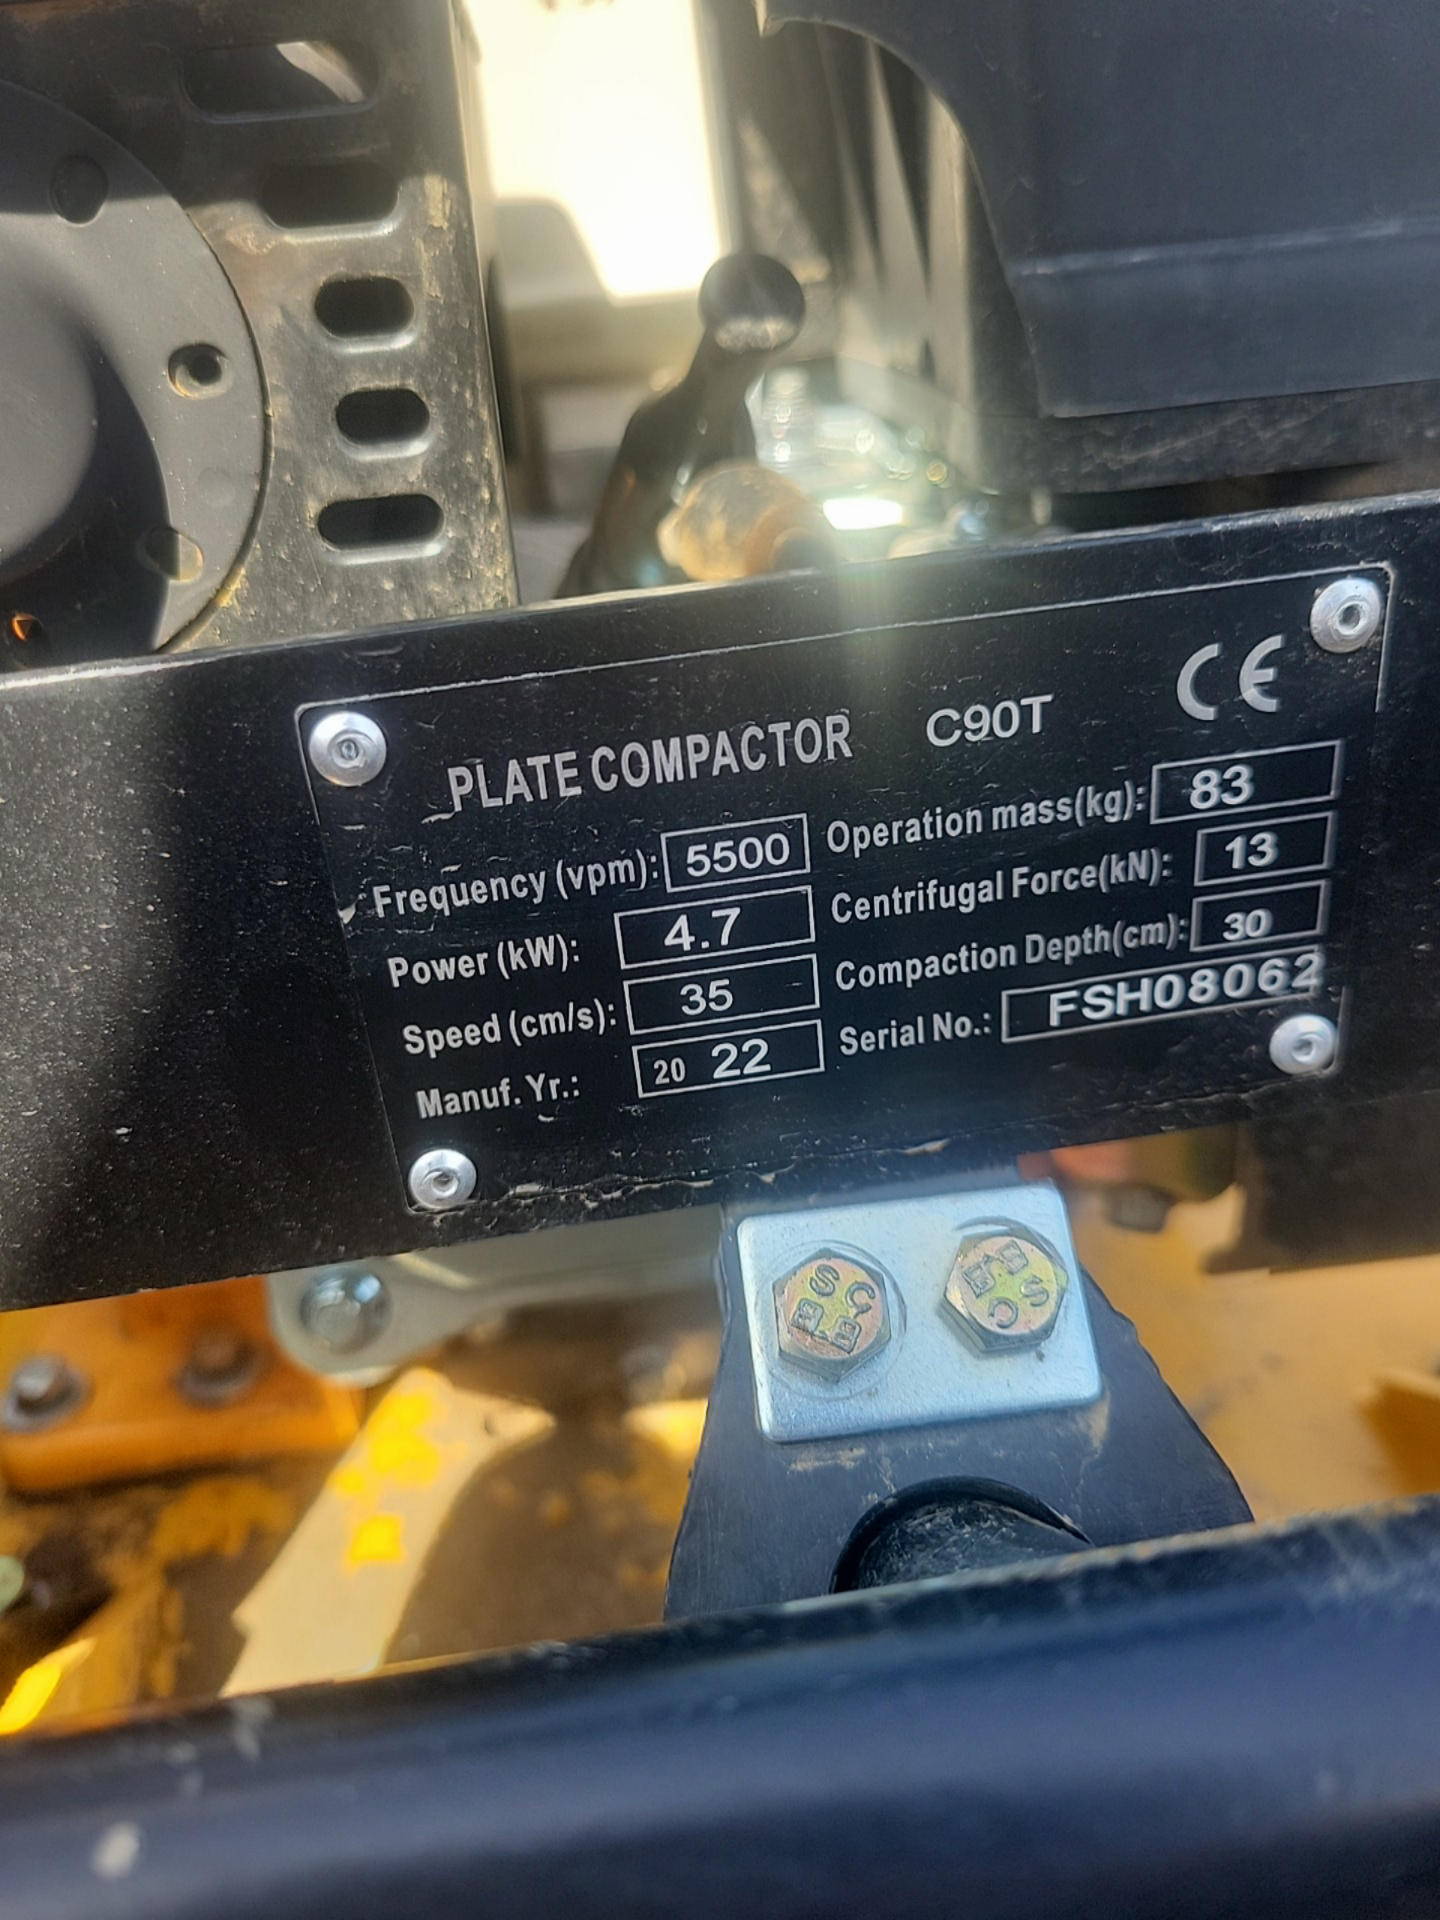 PLATE COMPACTOR C90T CE
Frequency (vpm): 5500 Operation mass(kg): 83
Power (kW): 4.7 Centrifugal Force(kN): 13
Speed (cm/s): 35 Compaction Depth(cm): 30
Manuf. Yr.: 20 22 Serial No.: FSH08062
S C
S C